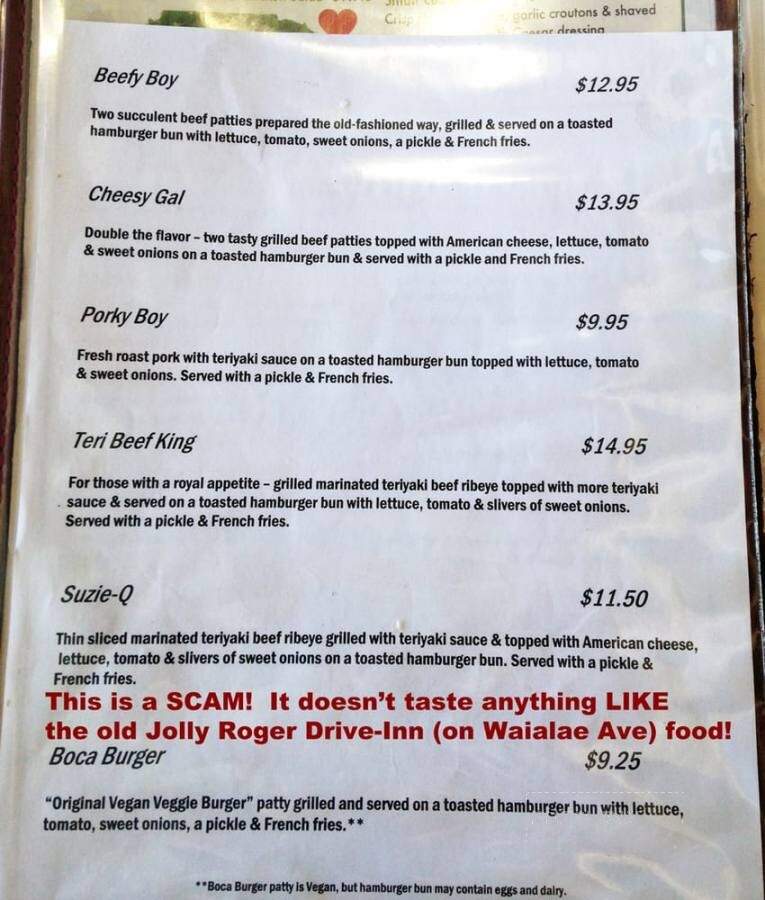 garlic croutons & shaved
Crisp
dressing
Beefy Boy $12.95
Two succulent beef patties prepared the old-fashioned way, grilled & served on a toasted
hamburger bun with lettuce, tomato, sweet onions, a pickle & French fries.
Cheesy Gal $13.95
Double the flavor – two tasty grilled beef patties topped with American cheese, lettuce, tomato
& sweet onions on a toasted hamburger bun & served with a pickle and French fries.
Porky Boy $9.95
Fresh roast pork with teriyaki sauce on a toasted hamburger bun topped with lettuce, tomato
& sweet onions. Served with a pickle & French fries.
Teri Beef King $14.95
For those with a royal appetite – grilled marinated teriyaki beef ribeye topped with more teriyaki
sauce & served on a toasted hamburger bun with lettuce, tomato & slivers of sweet onions.
Served with a pickle & French fries.
Suzie-Q $11.50
Thin sliced marinated teriyaki beef ribeye grilled with teriyaki sauce & topped with American cheese,
lettuce, tomato & slivers of sweet onions on a toasted hamburger bun. Served with a pickle &
French fries.
This is a SCAM! It doesn't taste anything LIKE
the old Jolly Roger Drive-Inn (on Waialae Ave) food!
Boca Burger $9.25
"Original Vegan Veggie Burger" patty grilled and served on a toasted hamburger bun with lettuce,
tomato, sweet onions, a pickle & French fries.**
**Boca Burger patty is Vegan, but hamburger bun may contain eggs and dairy.